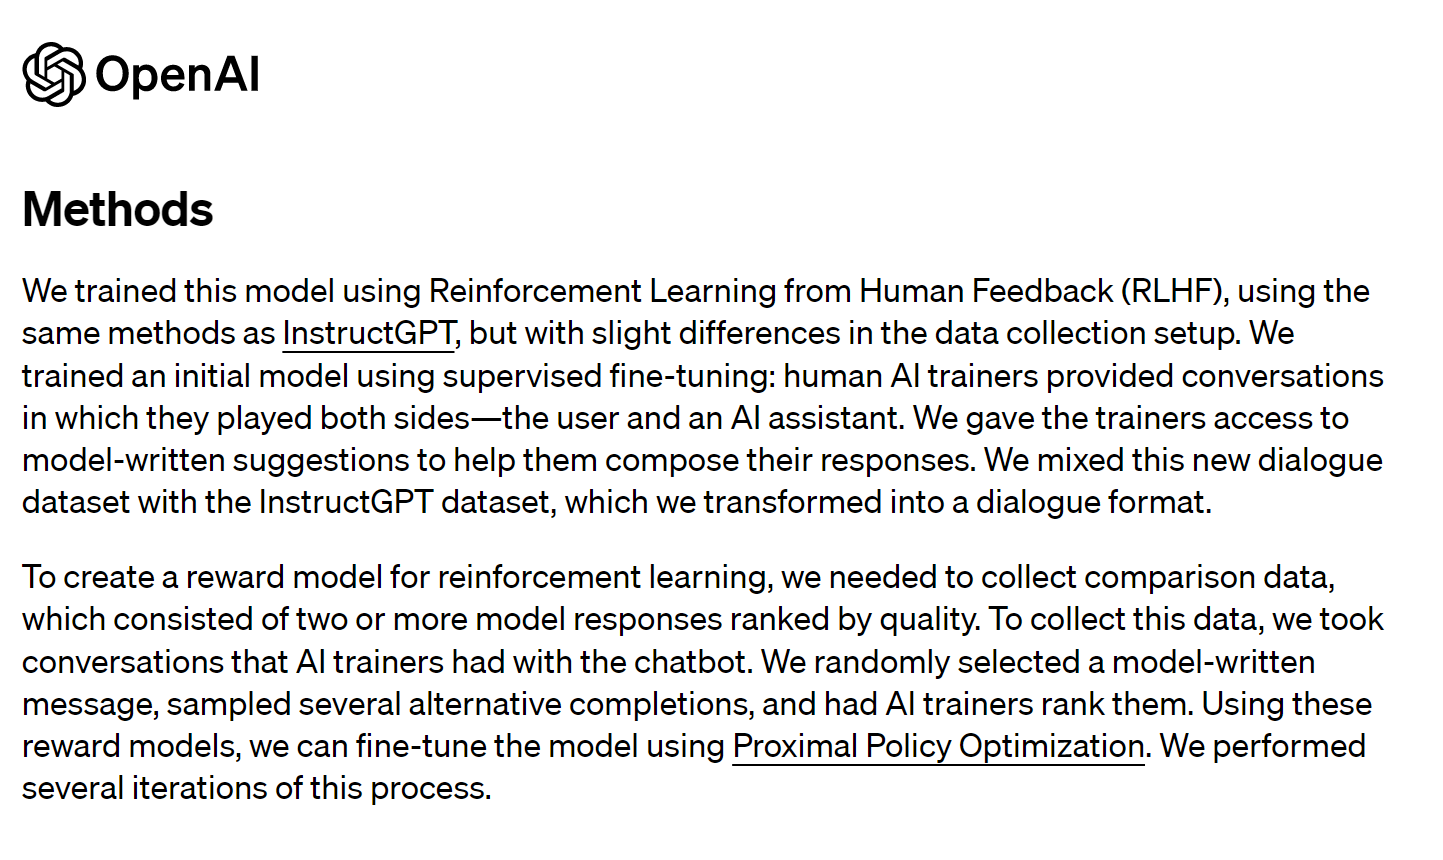 OpenAI
Methods
We trained this model using Reinforcement Learning from Human Feedback (RLHF), using the
same methods as InstructGPT, but with slight differences in the data collection setup. We
trained an initial model using supervised fine-tuning: human AI trainers provided conversations
in which they played both sides—the user and an AI assistant. We gave the trainers access to
model-written suggestions to help them compose their responses. We mixed this new dialogue
dataset with the InstructGPT dataset, which we transformed into a dialogue format.
To create a reward model for reinforcement learning, we needed to collect comparison data,
which consisted of two or more model responses ranked by quality. To collect this data, we took
conversations that AI trainers had with the chatbot. We randomly selected a model-written
message, sampled several alternative completions, and had AI trainers rank them. Using these
reward models, we can fine-tune the model using Proximal Policy Optimization. We performed
several iterations of this process.